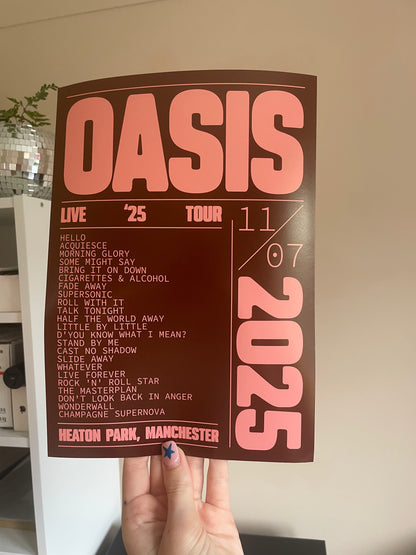 OASIS
LIVE '25 TOUR
11/07
2025
HELLO
ACQUIESCE
MORNING GLORY
SOME MIGHT SAY
BRING IT ON DOWN
CIGARETTES & ALCOHOL
FADE AWAY
SUPERSONIC
ROLL WITH IT
TALK TONIGHT
HALF THE WORLD AWAY
LITTLE BY LITTLE
D'YOU KNOW WHAT I MEAN?
STAND BY ME
CAST NO SHADOW
SLIDE AWAY
WHATEVER
LIVE FOREVER
ROCK 'N' ROLL STAR
THE MASTERPLAN
DON'T LOOK BACK IN ANGER
WONDERWALL
CHAMPAGNE SUPERNOVA
HEATON PARK, MANCHESTER